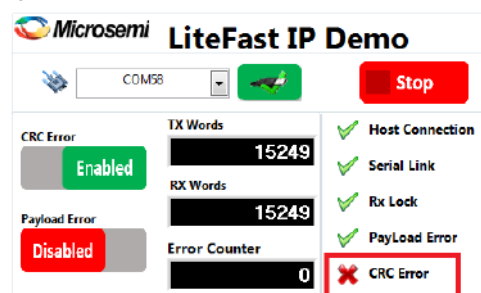 Microsemi
LiteFast IP Demo
COM58
Stop
CRC Error
Enabled
Payload Error
Disabled
TX Words
15249
RX Words
15249
Error Counter
0
Host Connection
Serial Link
Rx Lock
PayLoad Error
CRC Error